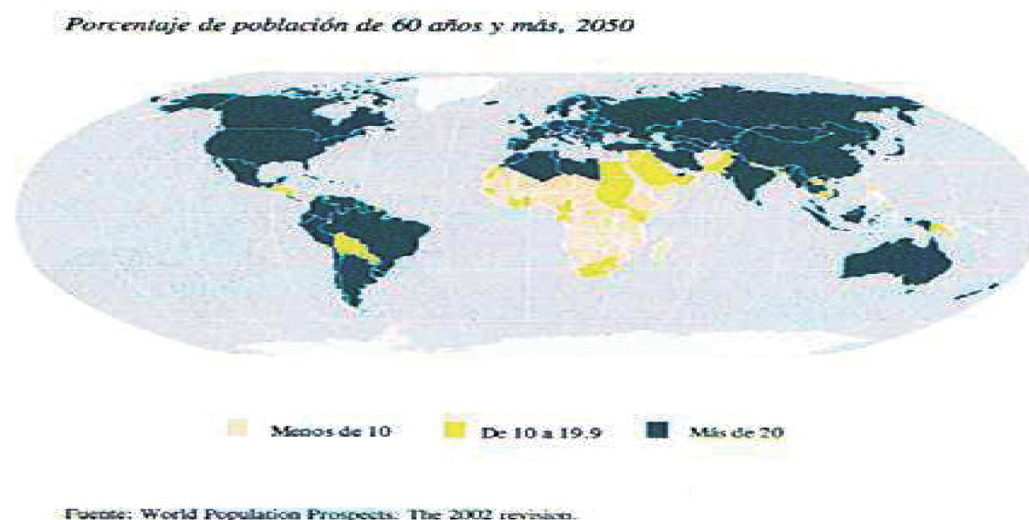 Porcentaje de población de 60 años y más, 2050
Menos de 10 De 10 a 19.9 Más de 20
Fuente: World Population Prospects: The 2002 revision.